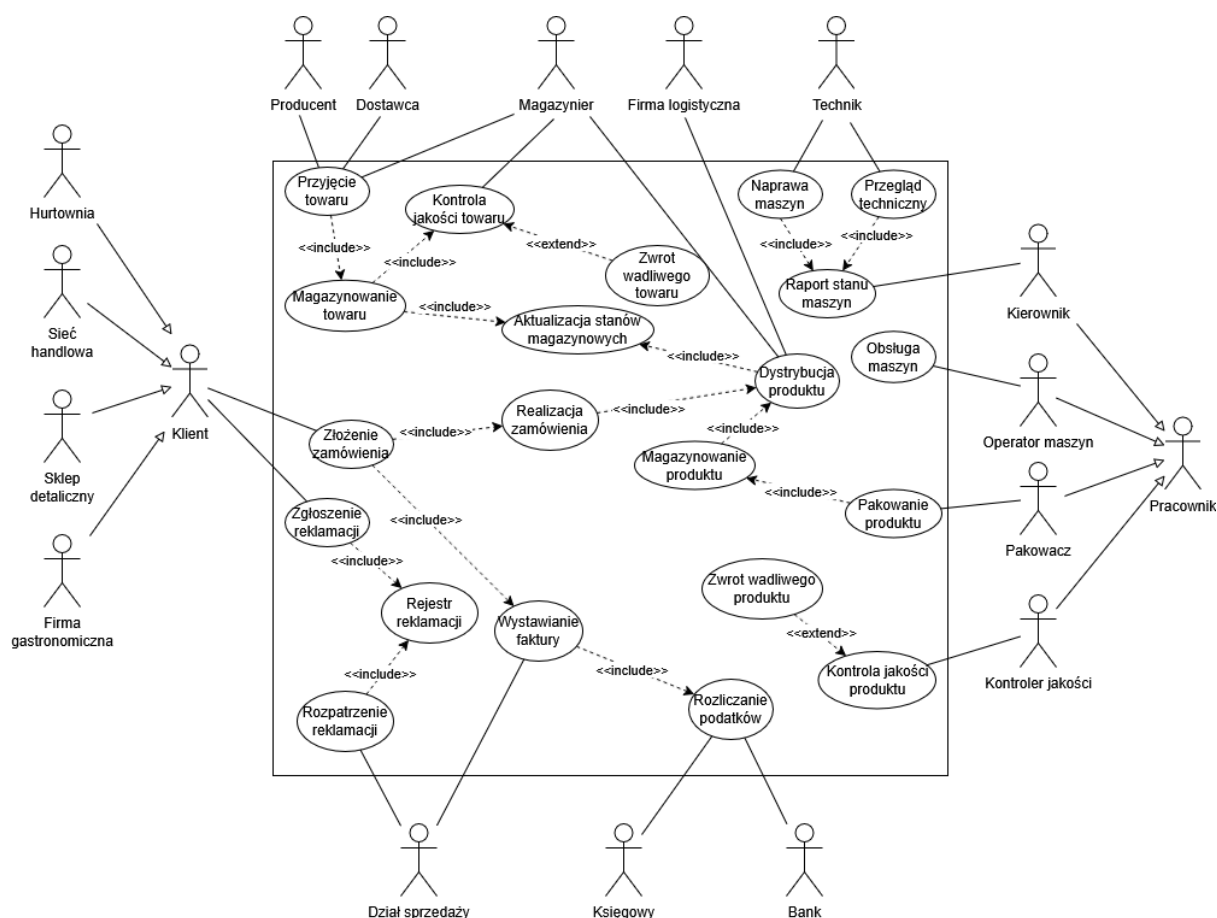 Producent
Dostawca
Magazynier
Firma logistyczna
Technik
Hurtownia
Sieć
handlowa
Sklep
detaliczny
Firma
gastronomiczna
Klient
Przyjęcie
towaru
Kontrola
jakości towaru
Naprawa
maszyn
Przegląd
techniczny
<<include>>
<<include>>
<<extend>>
<<include>>
<<include>>
Zwrot
wadliwego
towaru
Magazynowanie
towaru
<<include>>
Aktualizacja stanów
magazynowych
Raport stanu
maszyn
Kierownik
<<include>>
Obsługa
maszyn
Dystrybucja
produktu
Realizacja
zamówienia
<<include>>
Złożenie
zamówienia
<<include>>
<<include>>
Operator maszyn
Magazynowanie
produktu
<<include>>
Pakowanie
produktu
Pracownik
Pakowacz
Zgłoszenie
reklamacji
<<include>>
<<include>>
Rejestr
reklamacji
<<include>>
Rozpatrzenie
reklamacji
Wystawianie
faktury
<<include>>
Rozliczanie
podatków
Zwrot wadliwego
produktu
<<extend>>
Kontrola jakości
produktu
Kontroler jakości
Dział sprzedaży
Księgowy
Bank